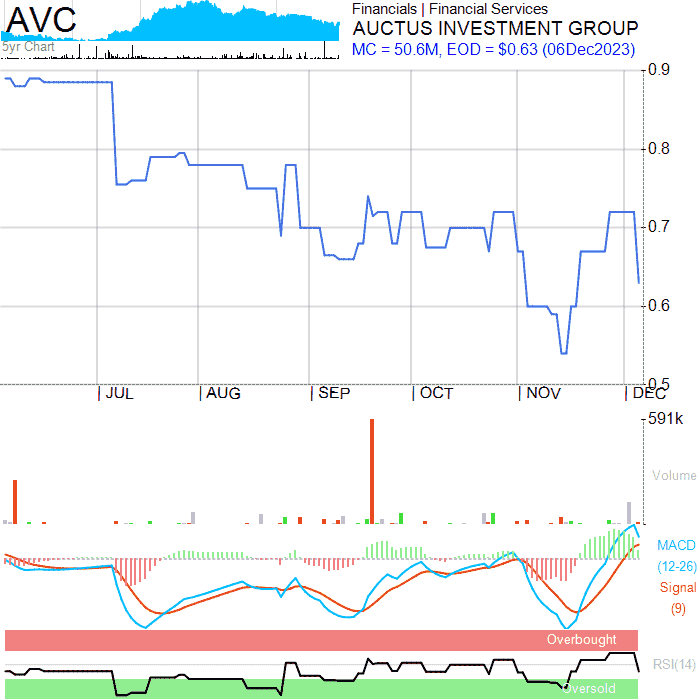 AVC
Financials | Financial Services
AUCTUS INVESTMENT GROUP
MC = 50.6M, EOD = $0.63 (06Dec2023)
5yr Chart
0.9
0.8
0.7
0.6
0.5
| JUL | AUG | SEP | OCT | NOV | DEC
591k
Volume
MACD
(12-26)
Signal
(9)
Overbought
RSI(14)
Oversold